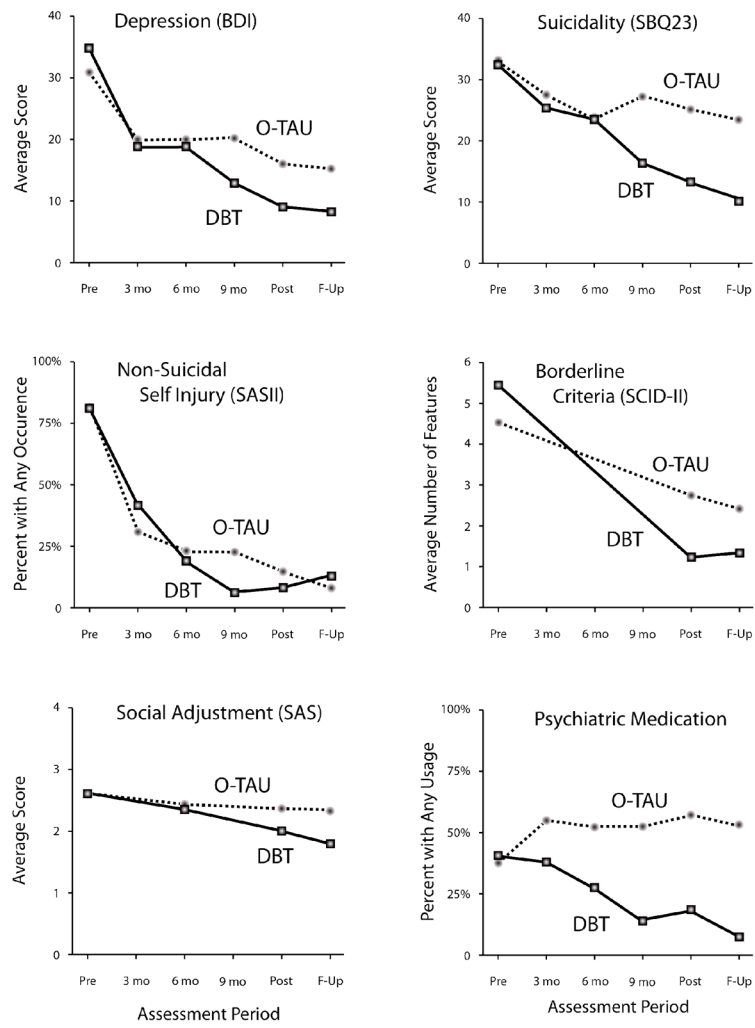 Depression (BDI)
Average Score
40
30
20
10
0
O-TAU
DBT
Pre 3 mo 6 mo 9 mo Post F-Up
Suicidality (SBQ23)
Average Score
40
30
20
10
0
O-TAU
DBT
Pre 3 mo 6 mo 9 mo Post F-Up
Non-Suicidal
Self Injury (SASII)
Percent with Any Occurence
100%
75%
50%
25%
0
O-TAU
DBT
Pre 3 mo 6 mo 9 mo Post F-Up
Borderline
Criteria (SCID-II)
Average Number of Features
6
5
4
3
2
1
0
O-TAU
DBT
Pre 3 mo 6 mo 9 mo Post F-Up
Social Adjustment (SAS)
Average Score
4
3
2
1
0
O-TAU
DBT
Pre 3 mo 6 mo 9 mo Post F-Up
Assessment Period
Psychiatric Medication
Percent with Any Usage
100%
75%
50%
25%
0
O-TAU
DBT
Pre 3 mo 6 mo 9 mo Post F-Up
Assessment Period